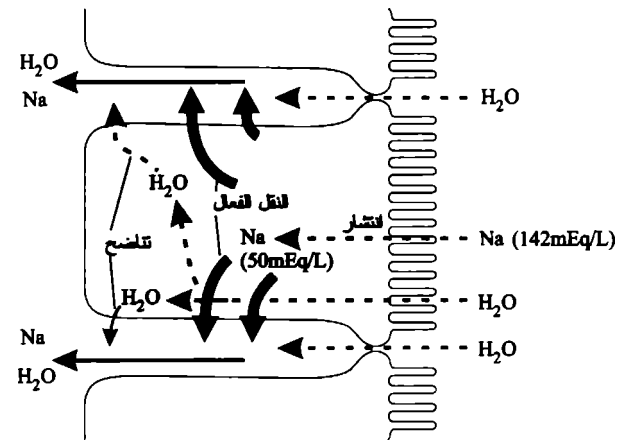 H₂O
Na
H₂O
H₂O
النقل الفعال
انتشار
Na
(50mEq/L)
Na (142mEq/L)
تناضح
H₂O
H₂O
Na
H₂O
H₂O